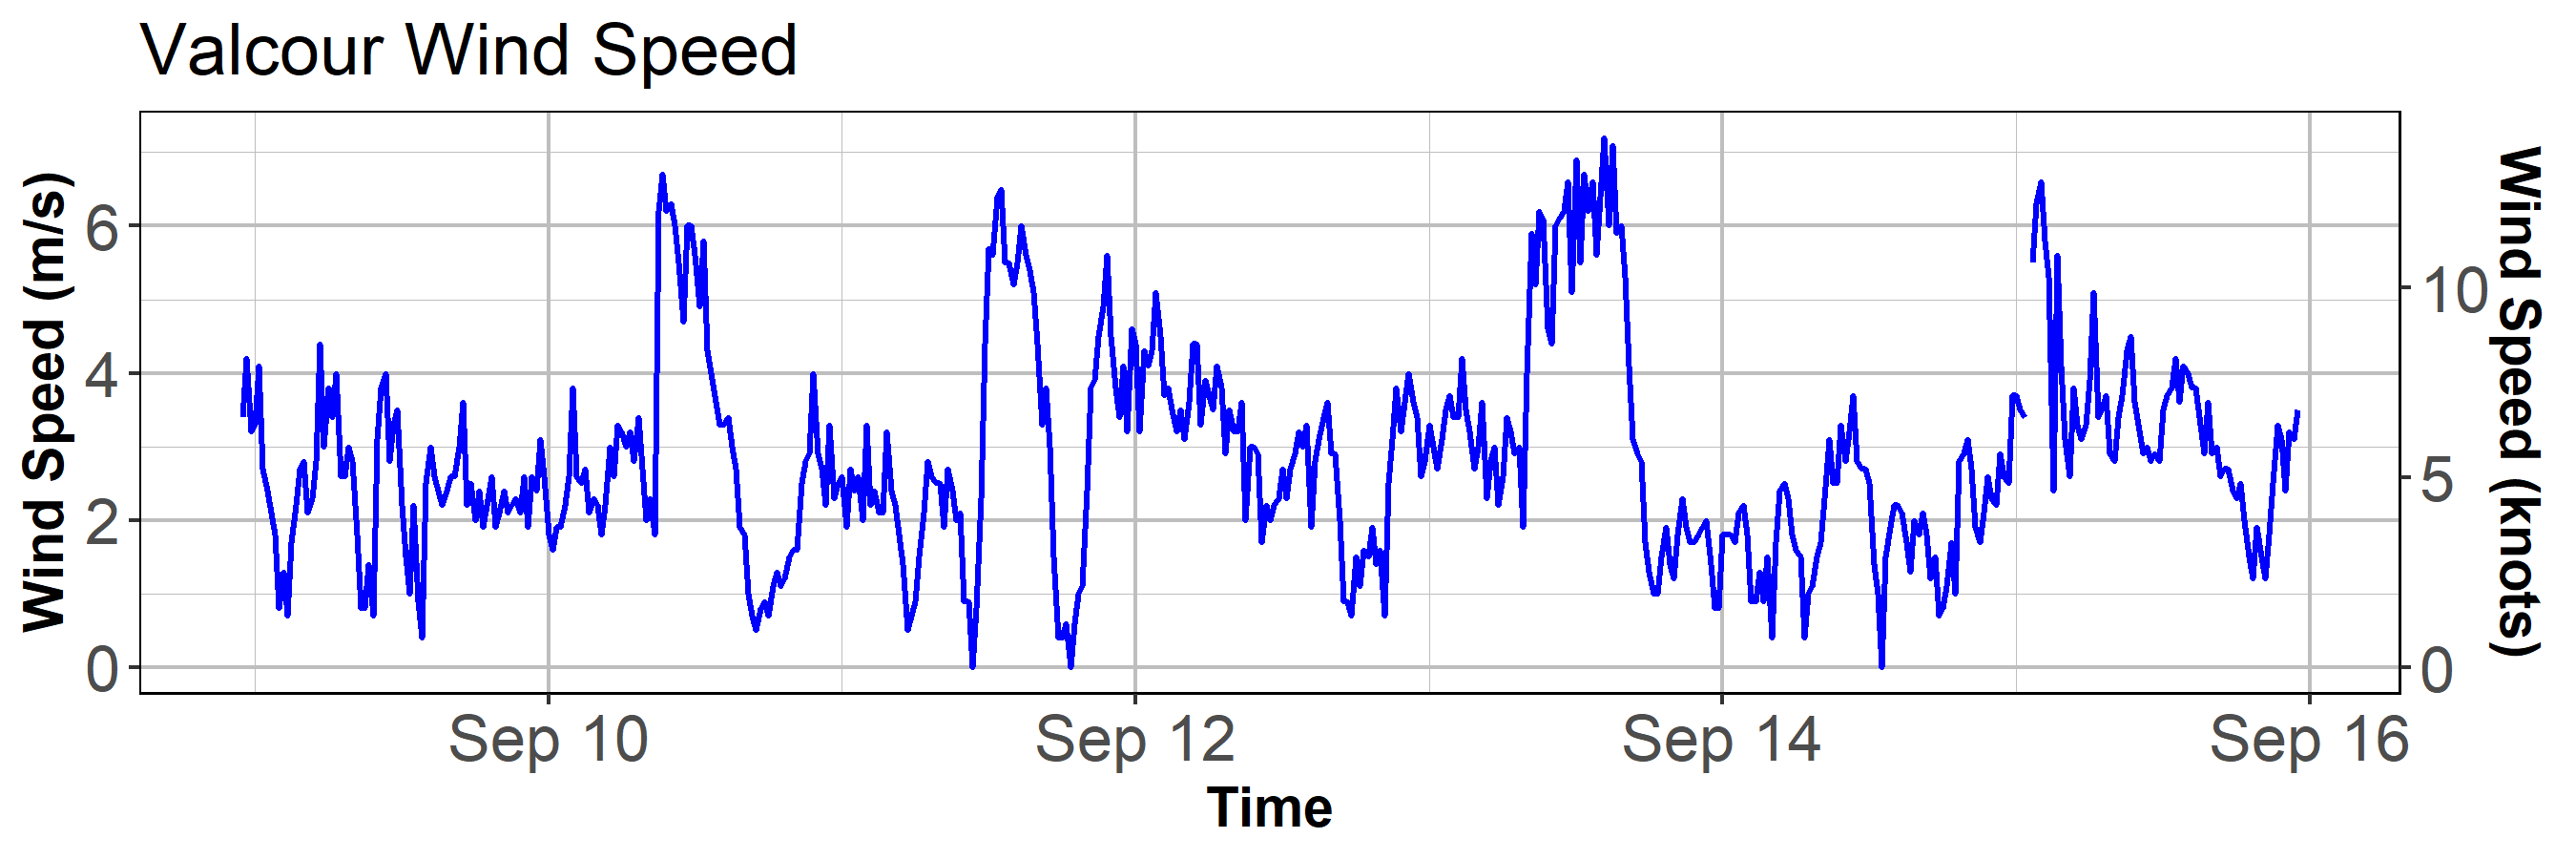 Valcour Wind Speed
Wind Speed (m/s)
6
4
2
0
Wind Speed (knots)
10
5
0
Sep 10
Sep 12
Sep 14
Sep 16
Time